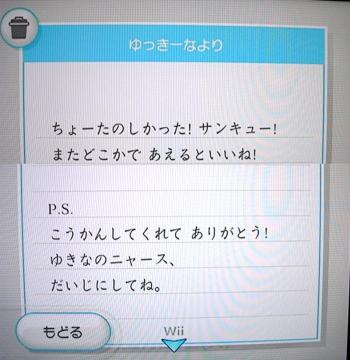 ゆっきーなより
ちょーたのしかった! サンキュー!
またどこかで あえるといいね!
P.S.
こうかんしてくれて ありがとう!
ゆきなのニャース、
だいじにしてね。
もどる
Wii